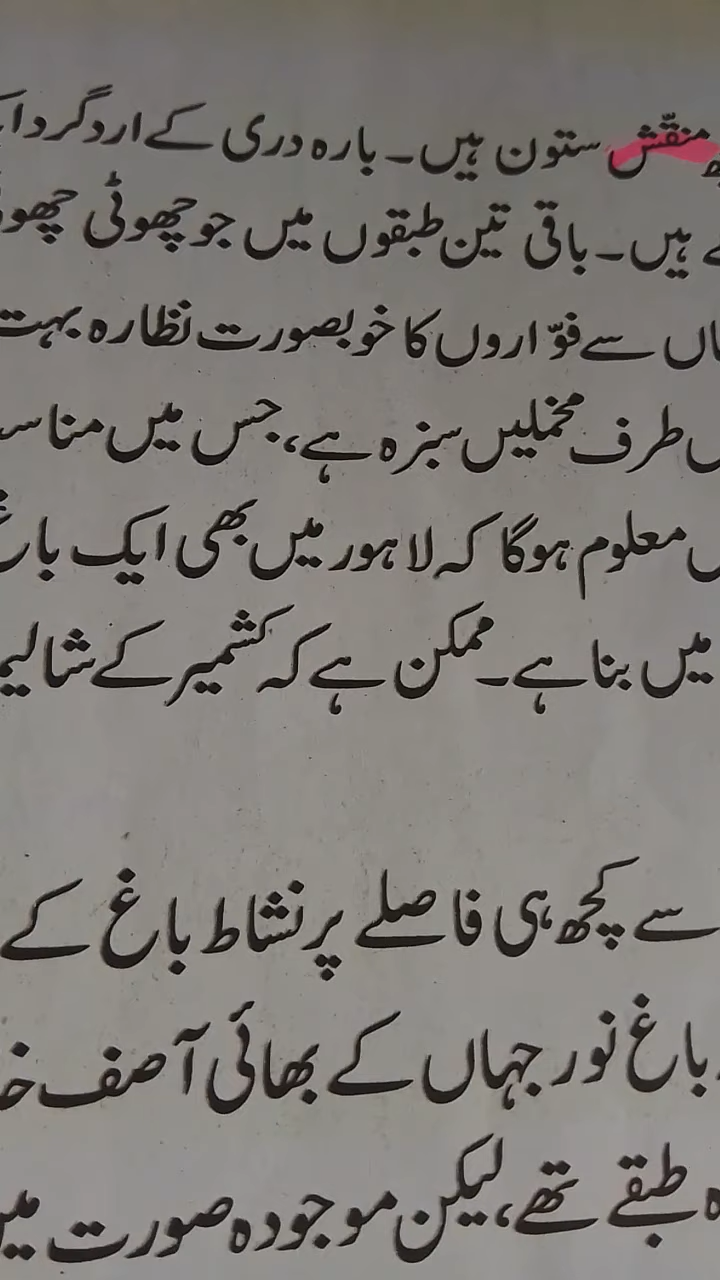 منقّش ستون ہیں۔ بارہ دری کے اردگرد
ہیں۔ باقی تین طبقوں میں جو چھوٹی
سے فوّاروں کا خوبصورت نظارہ بہت
طرف مخملیں سبزہ ہے، جس میں
معلوم ہوگا کہ لاہور میں بھی ایک باغ
میں بنا ہے۔ ممکن ہے کہ کشمیر کے
سے کچھ ہی فاصلے پر نشاط باغ کے
باغ نور جہاں کے بھائی آصف
طبقے تھے، لیکن موجودہ صورت میں